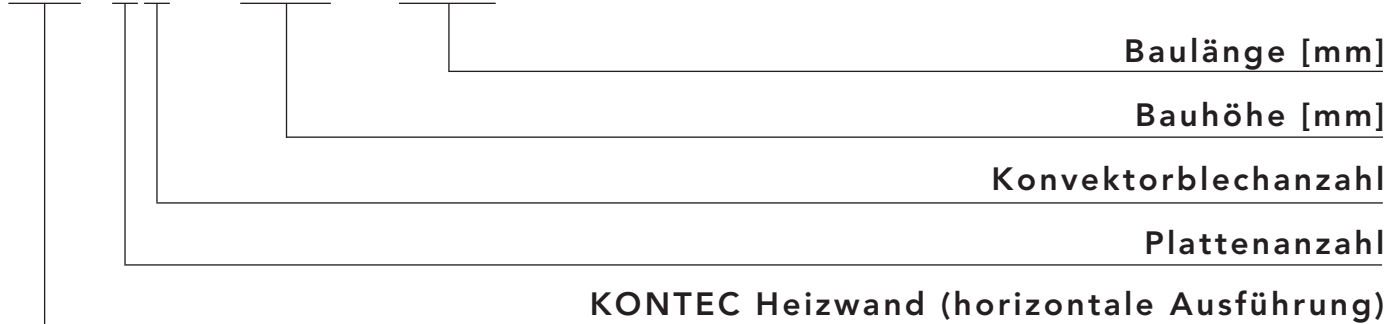 Baulänge [mm]
Bauhöhe [mm]
Konvektorblechanzahl
Plattenanzahl
KONTEC Heizwand (horizontale Ausführung)